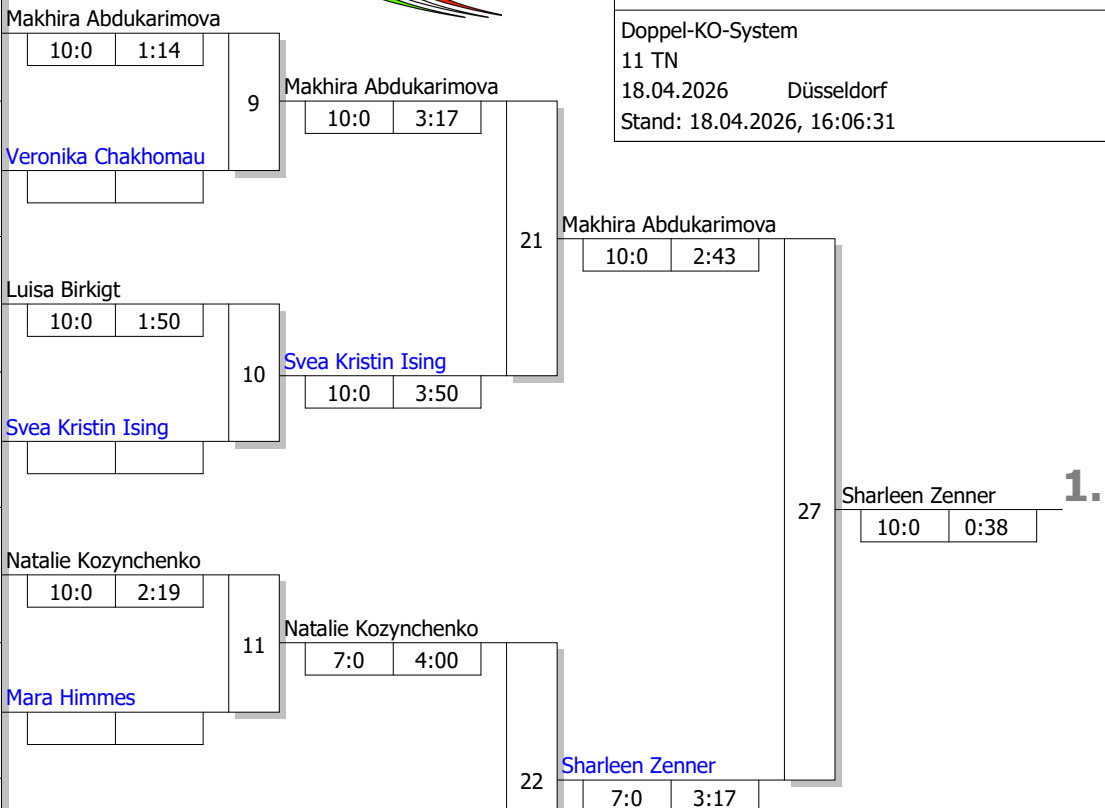 Makhira Abdukarimova
10:0 1:14
9
Veronika Chakhomau
Makhira Abdukarimova
10:0 3:17
Doppel-KO-System
11 TN
18.04.2026 Düsseldorf
Stand: 18.04.2026, 16:06:31
21
Makhira Abdukarimova
10:0 2:43
Luisa Birkigt
10:0 1:50
10
Svea Kristin Ising
Svea Kristin Ising
10:0 3:50
27
Sharleen Zenner 1.
10:0 0:38
Natalie Kozynchenko
10:0 2:19
11
Mara Himmes
Natalie Kozynchenko
7:0 4:00
22
Sharleen Zenner
7:0 3:17